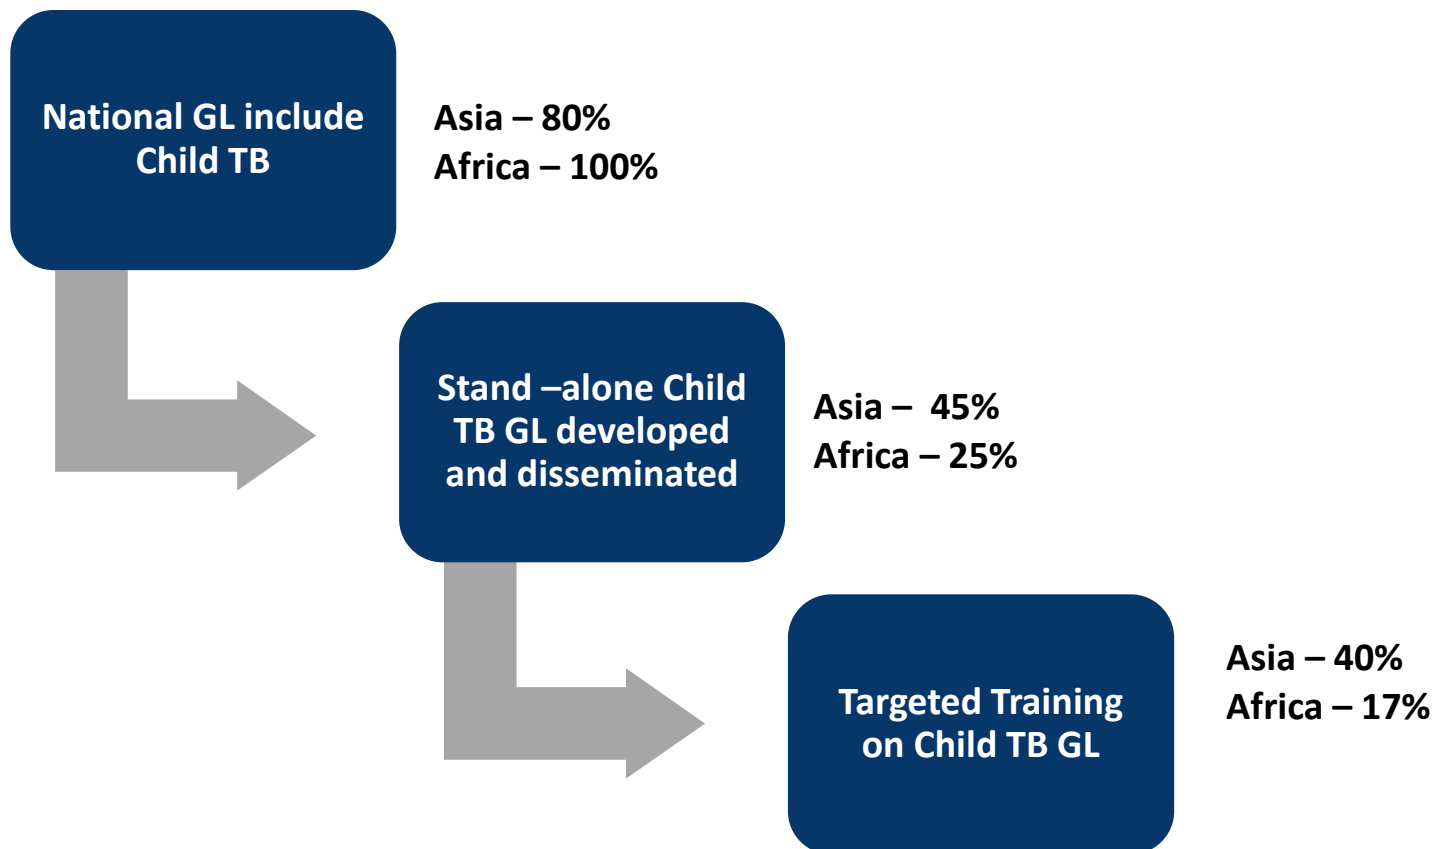 National GL include
Child TB
Asia – 80%
Africa – 100%
Stand –alone Child
TB GL developed
and disseminated
Asia –  45%
Africa – 25%
Targeted Training
on Child TB GL
Asia – 40%
Africa – 17%